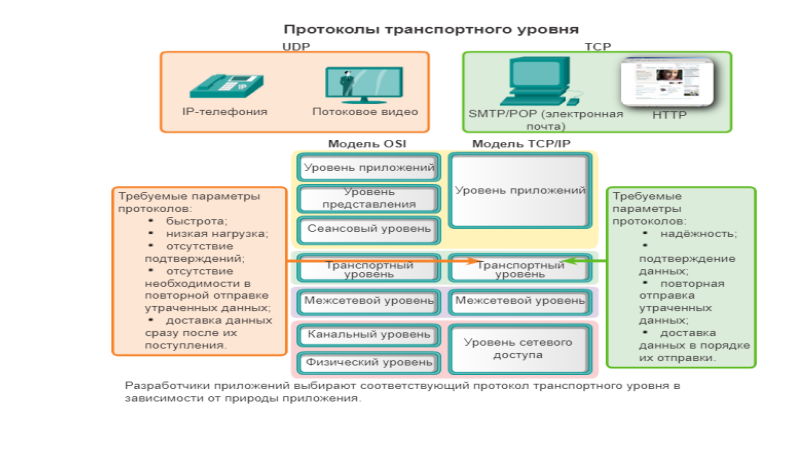 Протоколы транспортного уровня
UDP
TCP
IP-телефония
Потоковое видео
SMTP/POP (электронная
почта)
HTTP
Модель OSI
Модель TCP/IP
Уровень приложений
Уровень
представления
Сеансовый уровень
Уровень приложений
Транспортный
уровень
Транспортный
уровень
Межсетевой уровень
Межсетевой уровень
Канальный уровень
Физический уровень
Уровень сетевого
доступа
Требуемые параметры
протоколов:
• быстрота;
• низкая нагрузка;
• отсутствие
подтверждений;
• отсутствие
необходимости в
повторной отправке
утраченных данных;
• доставка данных
сразу после их
поступления.
Требуемые
параметры
протоколов:
• надёжность;
•
подтверждение
данных;
• повторная
отправка
утраченных
данных;
• доставка
данных в порядке
их отправки.
Разработчики приложений выбирают соответствующий протокол транспортного уровня в
зависимости от природы приложения.